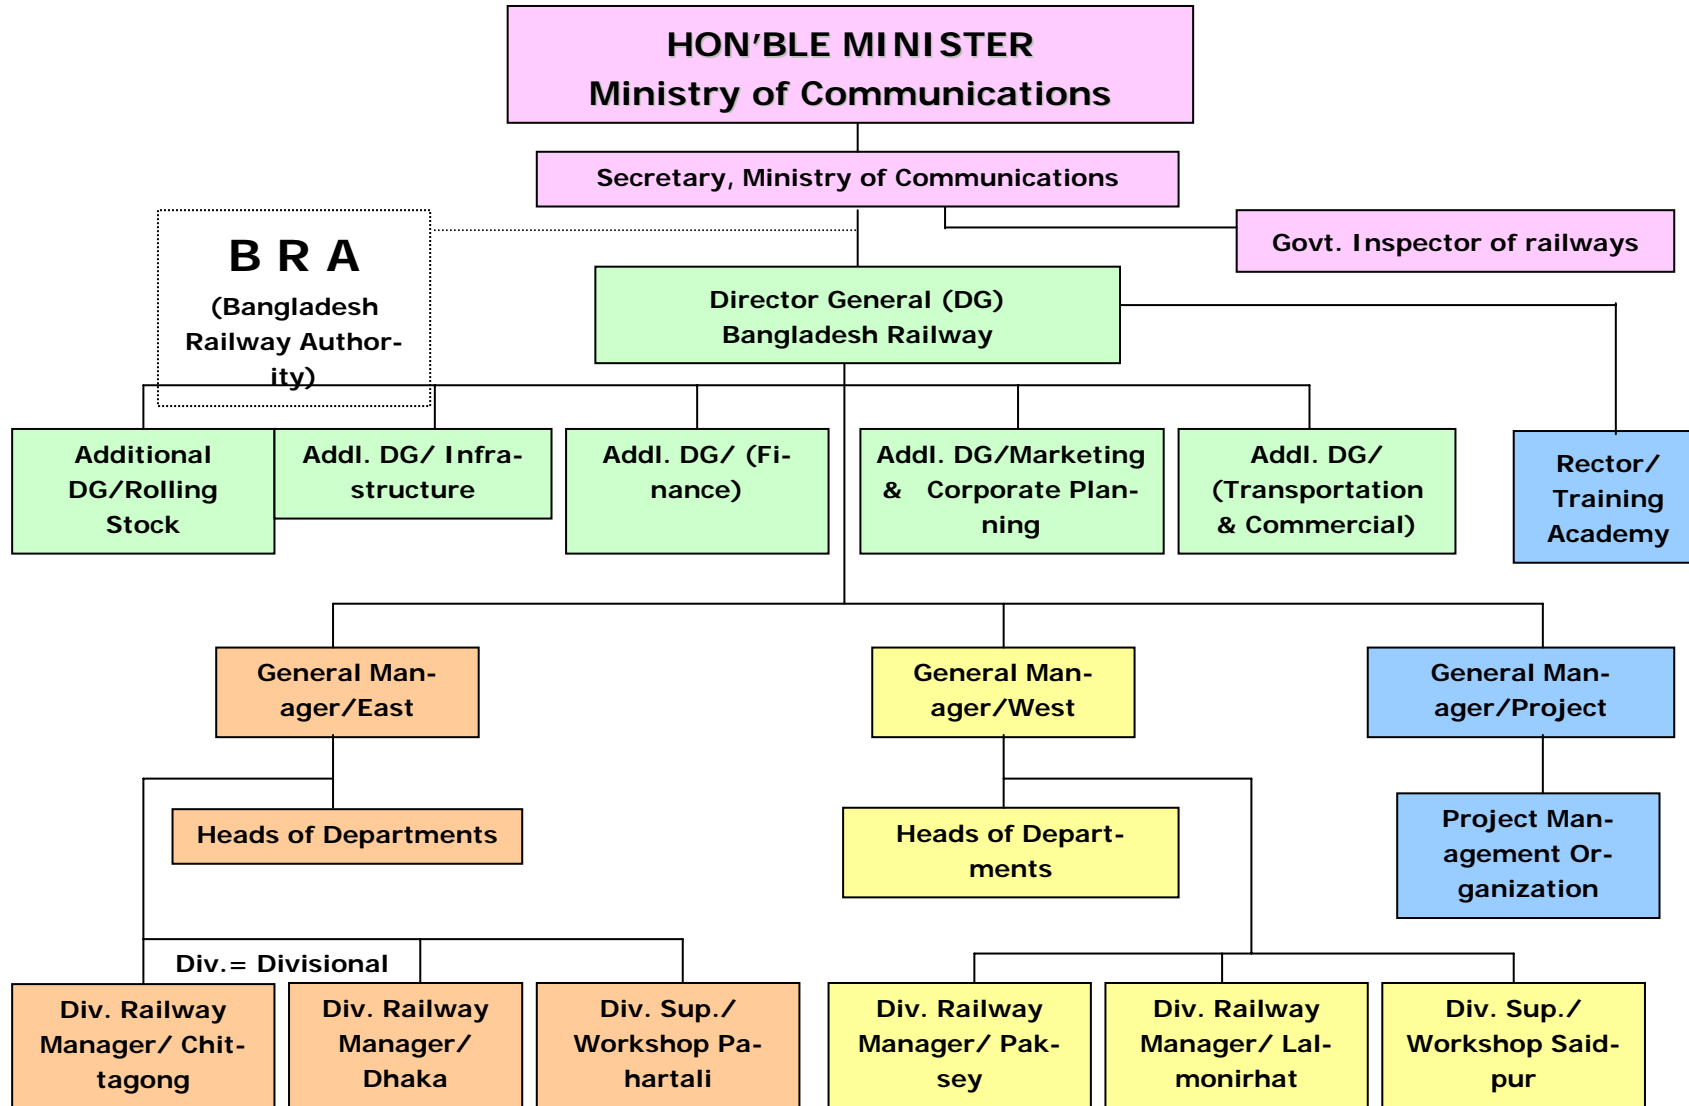 HON'BLE MINISTER
Ministry of Communications
Secretary, Ministry of Communications
B R A
(Bangladesh
Railway Author-
ity)
Govt. Inspector of railways
Director General (DG)
Bangladesh Railway
Additional
DG/Rolling
Stock
Addl. DG/ Infra-
structure
Addl. DG/ (Fi-
nance)
Addl. DG/Marketing
& Corporate Plan-
ning
Addl. DG/
(Transportation
& Commercial)
Rector/
Training
Academy
General Man-
ager/East
General Man-
ager/West
General Man-
ager/Project
Heads of Departments
Heads of Depart-
ments
Project Man-
agement Or-
ganization
Div.= Divisional
Div. Railway
Manager/ Chit-
tagong
Div. Railway
Manager/
Dhaka
Div. Sup./
Workshop Pa-
hartali
Div. Railway
Manager/ Pak-
sey
Div. Railway
Manager/ Lal-
monirhat
Div. Sup./
Workshop Said-
pur